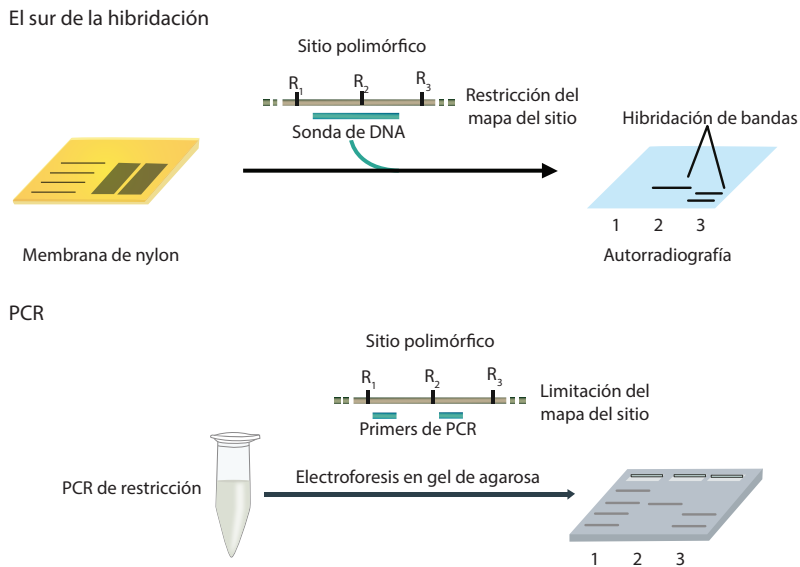 El sur de la hibridación
Sitio polimórfico
R1 R2 R3
Restricción del
mapa del sitio
Sonda de DNA
Hibridación de bandas
1 2 3
Membrana de nylon
Autorradiografía
PCR
Sitio polimórfico
R1 R2 R3
Limitación del
mapa del sitio
Primers de PCR
PCR de restricción
Electroforesis en gel de agarosa
1 2 3